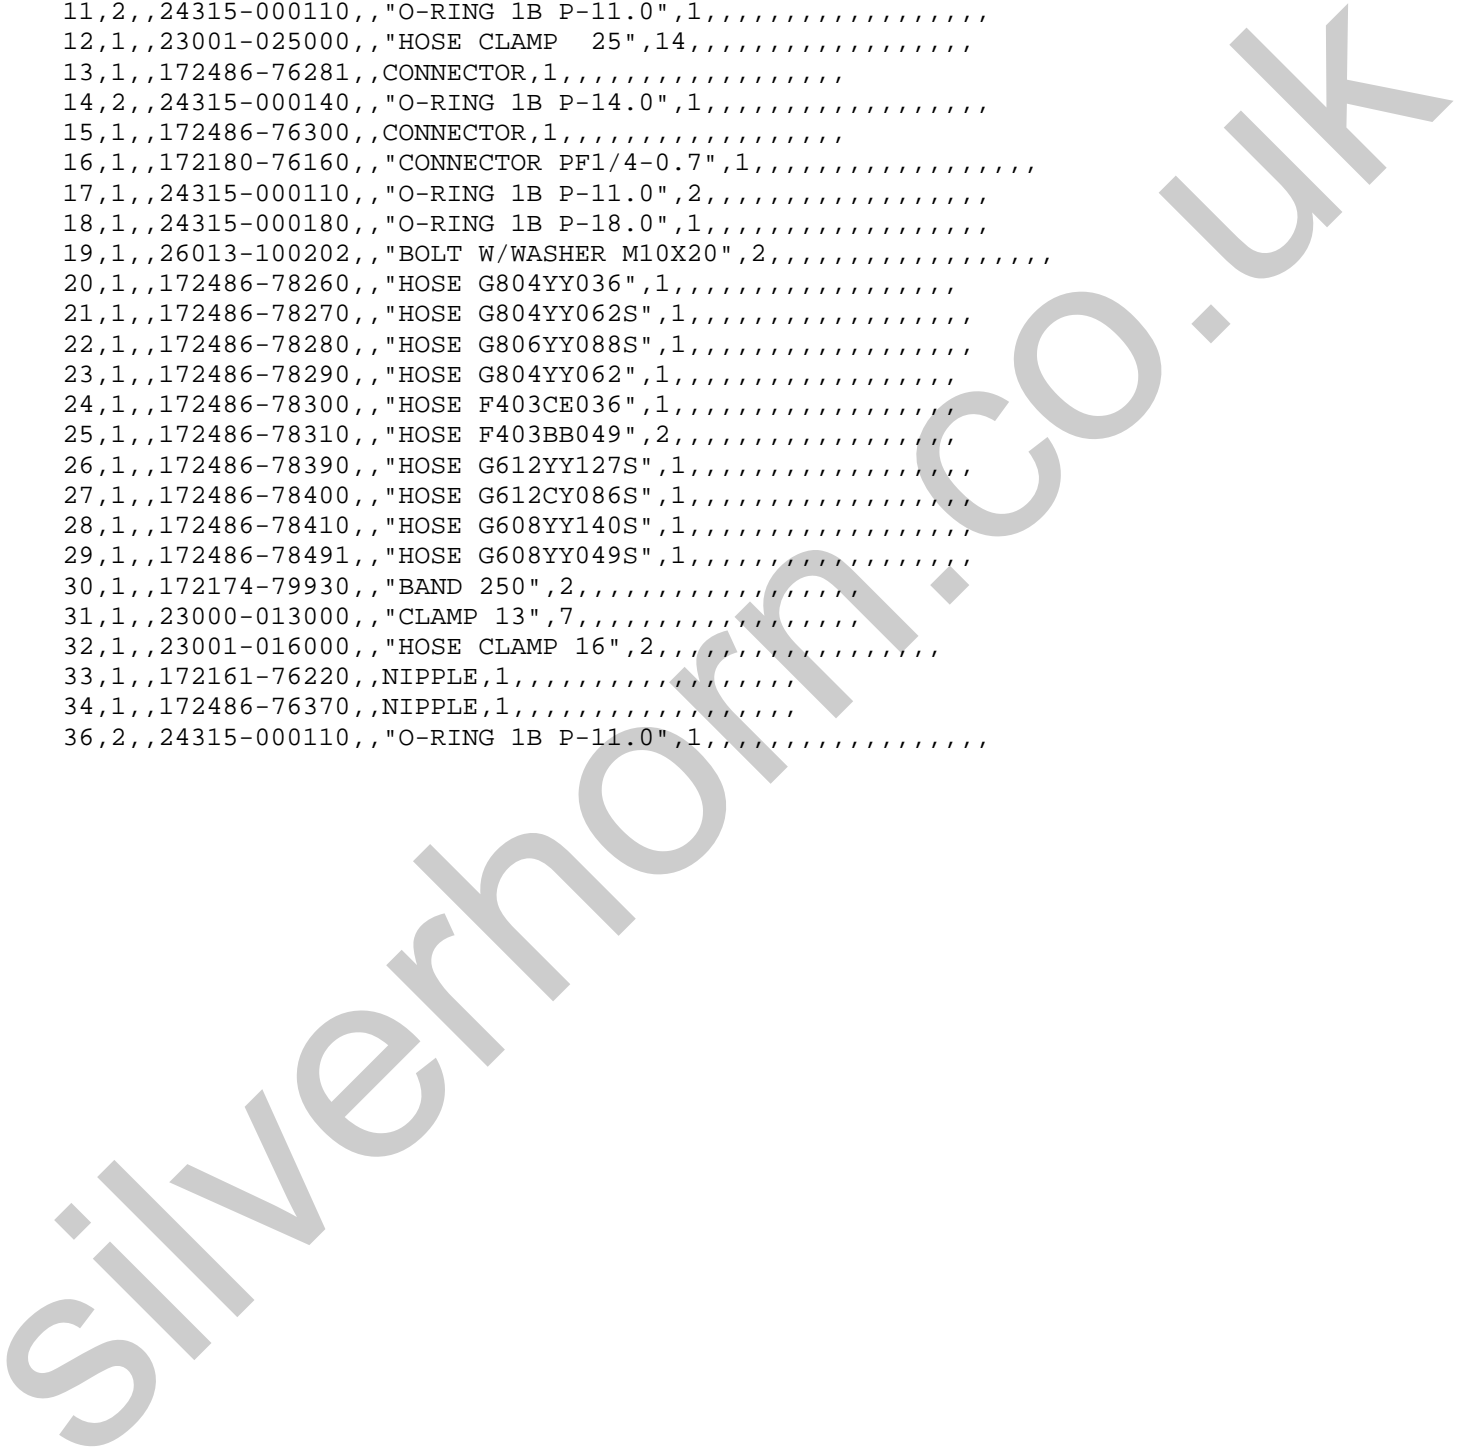 11,2,,24315-000110,,"O-RING 1B P-11.0",1,,,,,,,,,,,,,,,,,,
12,1,,23001-025000,,"HOSE CLAMP  25",14,,,,,,,,,,,,,,,,,,
13,1,,172486-76281,,CONNECTOR,1,,,,,,,,,,,,,,,,,,
14,2,,24315-000140,,"O-RING 1B P-14.0",1,,,,,,,,,,,,,,,,,,
15,1,,172486-76300,,CONNECTOR,1,,,,,,,,,,,,,,,,,,
16,1,,172180-76160,,"CONNECTOR PF1/4-0.7",1,,,,,,,,,,,,,,,,,,
17,1,,24315-000110,,"O-RING 1B P-11.0",2,,,,,,,,,,,,,,,,,,
18,1,,24315-000180,,"O-RING 1B P-18.0",1,,,,,,,,,,,,,,,,,,
19,1,,26013-100202,,"BOLT W/WASHER M10X20",2,,,,,,,,,,,,,,,,,,
20,1,,172486-78260,,"HOSE G804YY036",1,,,,,,,,,,,,,,,,,,
21,1,,172486-78270,,"HOSE G804YY062S",1,,,,,,,,,,,,,,,,,,
22,1,,172486-78280,,"HOSE G806YY088S",1,,,,,,,,,,,,,,,,,,
23,1,,172486-78290,,"HOSE G804YY062",1,,,,,,,,,,,,,,,,,,
24,1,,172486-78300,,"HOSE F403CE036",1,,,,,,,,,,,,,,,,,,
25,1,,172486-78310,,"HOSE F403BB049",2,,,,,,,,,,,,,,,,,,
26,1,,172486-78390,,"HOSE G612YY127S",1,,,,,,,,,,,,,,,,,,
27,1,,172486-78400,,"HOSE G612CY086S",1,,,,,,,,,,,,,,,,,,
28,1,,172486-78410,,"HOSE G608YY140S",1,,,,,,,,,,,,,,,,,,
29,1,,172486-78491,,"HOSE G608YY049S",1,,,,,,,,,,,,,,,,,,
30,1,,172174-79930,,"BAND 250",2,,,,,,,,,,,,,,,,,,
31,1,,23000-013000,,"CLAMP 13",7,,,,,,,,,,,,,,,,,,
32,1,,23001-016000,,"HOSE CLAMP 16",2,,,,,,,,,,,,,,,,,,
33,1,,172161-76220,,NIPPLE,1,,,,,,,,,,,,,,,,,,
34,1,,172486-76370,,NIPPLE,1,,,,,,,,,,,,,,,,,,
36,2,,24315-000110,,"O-RING 1B P-11.0",1,,,,,,,,,,,,,,,,,,
silverhorn.co.uk